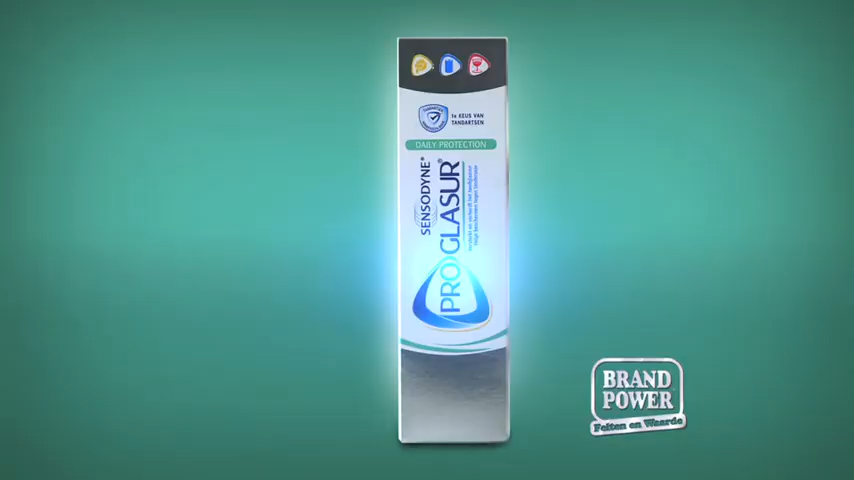 1e KEUS VAN
TANDARTSEN
DAILY PROTECTION
SENSODYNE®
PROGLASUR®
BRAND
POWER
Feiten en Waarde